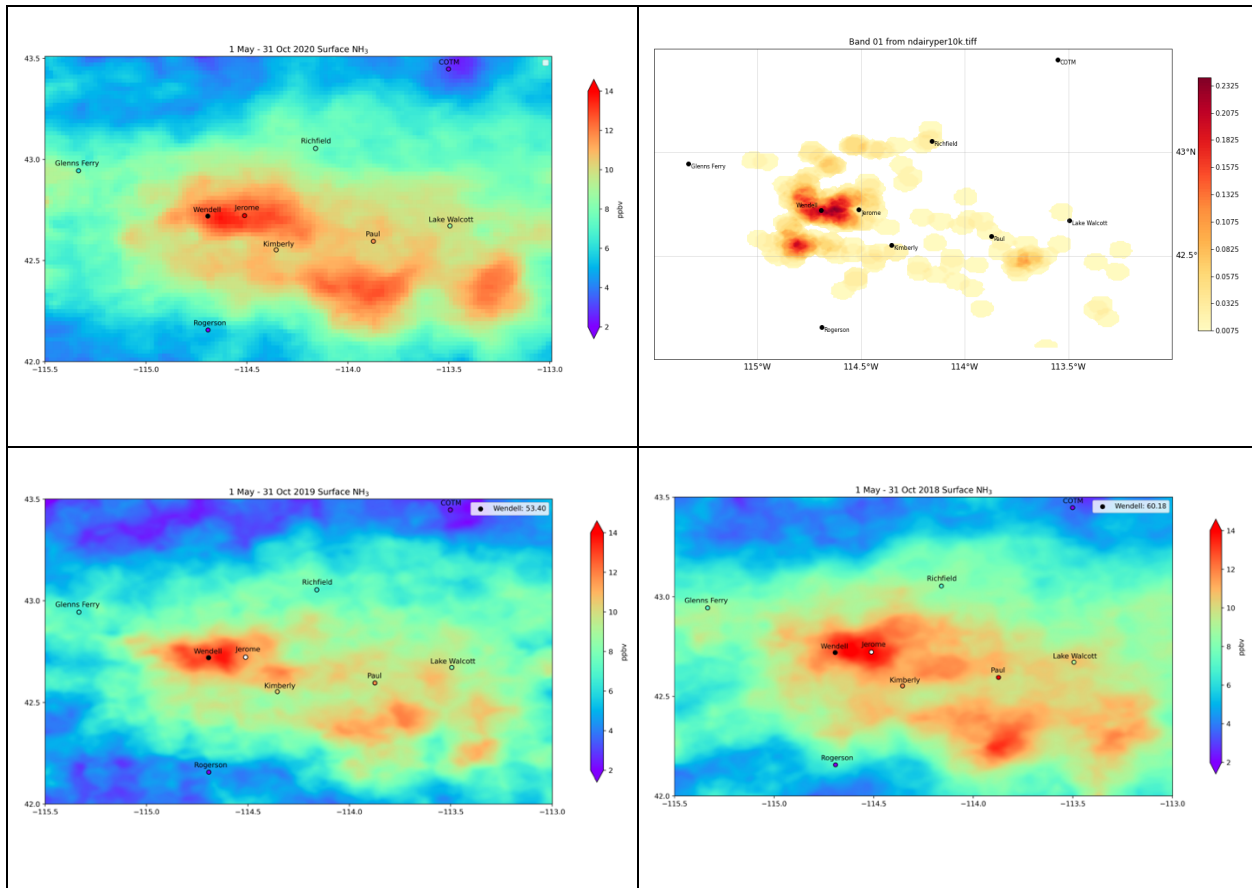 1 May - 31 Oct 2020 Surface NH₃
43.5
43.0
42.5
42.0
COTM
Richfield
Glenns Ferry
Wendell
Jerome
Lake Walcott
Paul
Kimberly
Rogerson
−115.5 −115.0 −114.5 −114.0 −113.5 −113.0
14
12
10
8
6
4
2
ppbv
Band 01 from ndairyper10k.tiff
COTM
Richfield
Glenns Ferry
Wendell
Jerome
Lake Walcott
Paul
Kimberly
Rogerson
43°N
42.5°
115°W 114.5°W 114°W 113.5°W
0.2325
0.2075
0.1825
0.1575
0.1325
0.1075
0.0825
0.0575
0.0325
0.0075
1 May - 31 Oct 2019 Surface NH₃
Wendell: 53.40
43.5
43.0
42.5
42.0
COTM
Richfield
Glenns Ferry
Wendell
Jerome
Lake Walcott
Paul
Kimberly
Rogerson
−115.5 −115.0 −114.5 −114.0 −113.5 −113.0
14
12
10
8
6
4
2
ppbv
1 May - 31 Oct 2018 Surface NH₃
Wendell: 60.18
43.5
43.0
42.5
42.0
COTM
Richfield
Glenns Ferry
Wendell
Jerome
Lake Walcott
Paul
Kimberly
Rogerson
−115.5 −115.0 −114.5 −114.0 −113.5 −113.0
14
12
10
8
6
4
2
ppbv